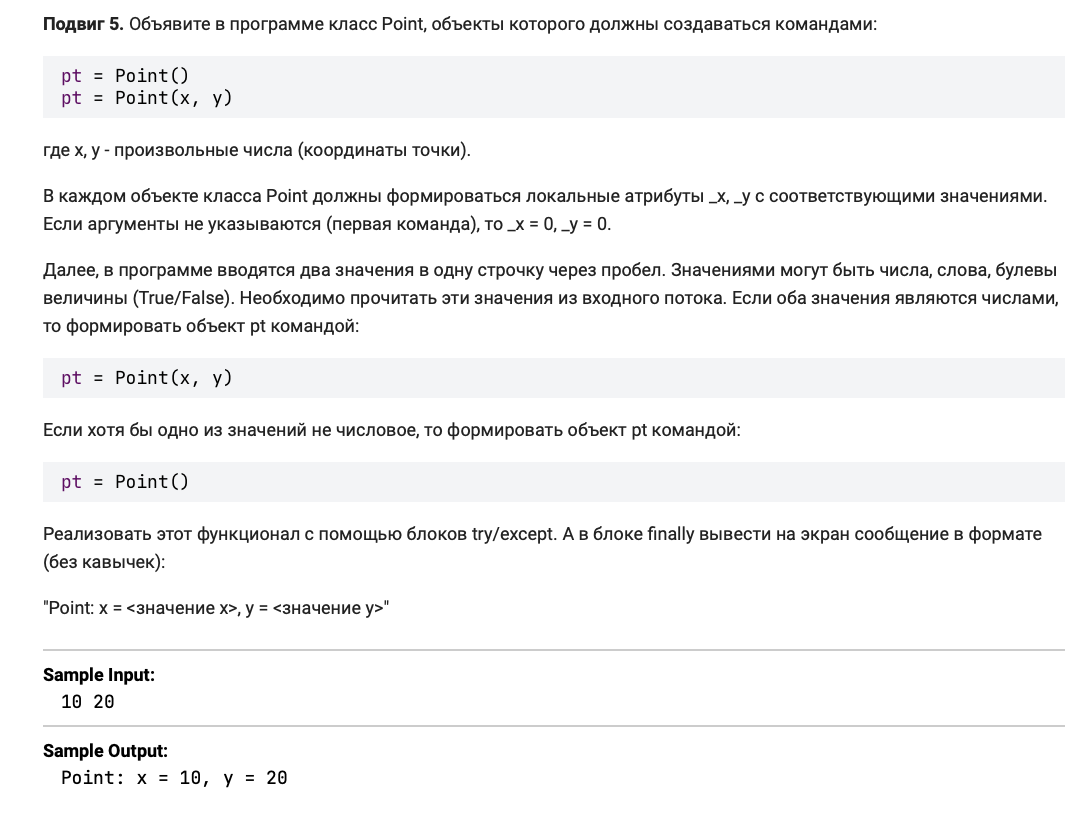 Подвиг 5. Объявите в программе класс Point, объекты которого должны создаваться командами:
pt = Point()
pt = Point(x, y)
где x, y - произвольные числа (координаты точки).
В каждом объекте класса Point должны формироваться локальные атрибуты _x, _y с соответствующими значениями.
Если аргументы не указываются (первая команда), то _x = 0, _y = 0.
Далее, в программе вводятся два значения в одну строчку через пробел. Значениями могут быть числа, слова, булевы
величины (True/False). Необходимо прочитать эти значения из входного потока. Если оба значения являются числами,
то формировать объект pt командой:
pt = Point(x, y)
Если хотя бы одно из значений не числовое, то формировать объект pt командой:
pt = Point()
Реализовать этот функционал с помощью блоков try/except. А в блоке finally вывести на экран сообщение в формате
(без кавычек):
"Point: x = <значение x>, y = <значение y>"
Sample Input:
10 20
Sample Output:
Point: x = 10, y = 20